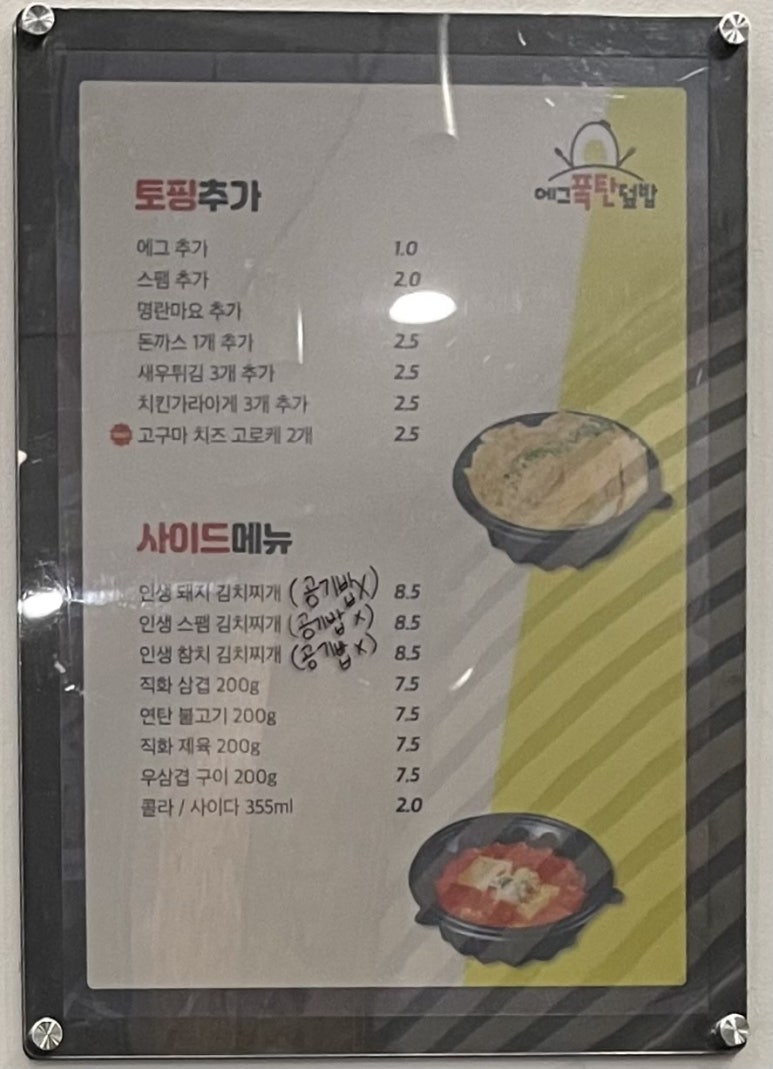 에그폭탄덮밥
토핑추가
에그 추가 1.0
스팸 추가 2.0
명란마요 추가
돈까스 1개 추가 2.5
새우튀김 3개 추가 2.5
치킨가라아게 3개 추가 2.5
고구마 치즈 고로케 2개 2.5
사이드메뉴
인생 돼지 김치찌개 (공기밥X) 8.5
인생 스팸 김치찌개 (공기밥 X) 8.5
인생 참치 김치찌개 (공기밥 X) 8.5
직화 삼겹 200g 7.5
연탄 불고기 200g 7.5
직화 제육 200g 7.5
우삼겹 구이 200g 7.5
콜라 / 사이다 355ml 2.0